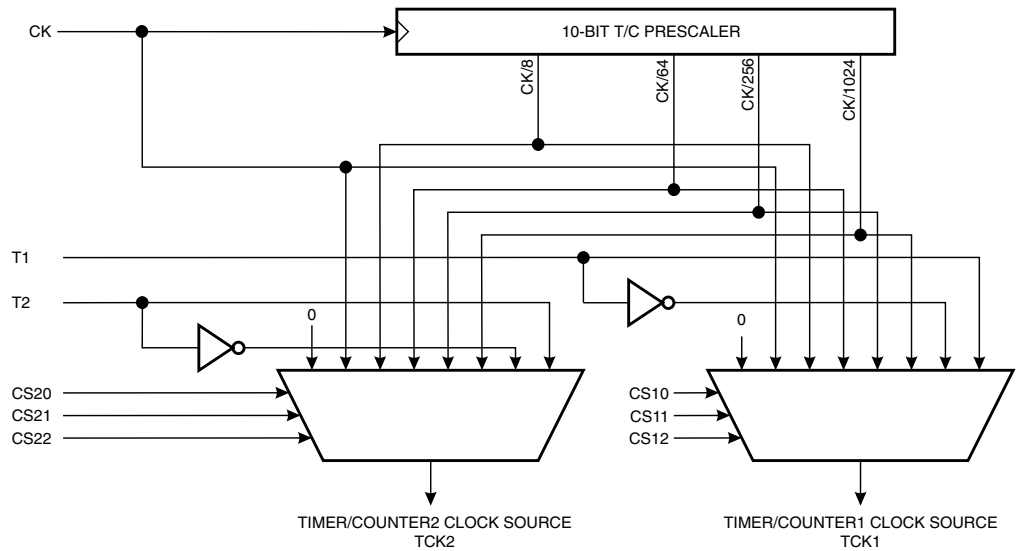 CK
10-BIT T/C PRESCALER
CK/8
CK/64
CK/256
CK/1024
T1
T2
0
0
CS20
CS21
CS22
CS10
CS11
CS12
TIMER/COUNTER2 CLOCK SOURCE
TCK2
TIMER/COUNTER1 CLOCK SOURCE
TCK1